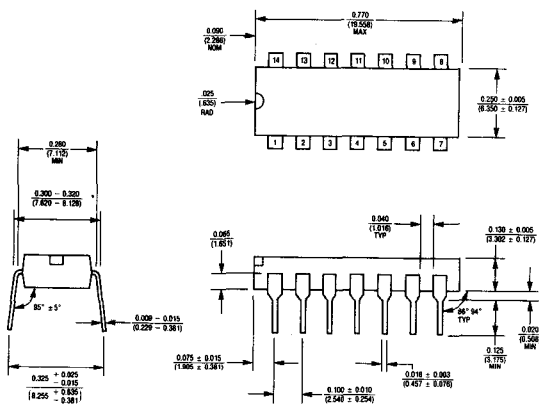 0.770
(19.558)
MAX
0.090
(2.286)
NOM
14 13 12 11 10 9 8
.025
(.635)
RAD
0.250 ± 0.005
(6.350 ± 0.127)
1 2 3 4 5 6 7
0.280
(7.112)
MIN
0.300 - 0.320
(7.620 - 8.128)
0.065
(1.651)
0.040
(1.016)
TYP
0.130 ± 0.005
(3.302 ± 0.127)
95° ± 5°
0.009 - 0.015
(0.229 - 0.381)
86° 94°
TYP
0.020
(0.508)
MIN
0.125
(3.175)
MIN
0.075 ± 0.015
(1.905 ± 0.381)
0.018 ± 0.003
(0.457 ± 0.076)
0.100 ± 0.010
(2.540 ± 0.254)
0.325 + 0.025
- 0.015
(8.255 + 0.635
- 0.381)